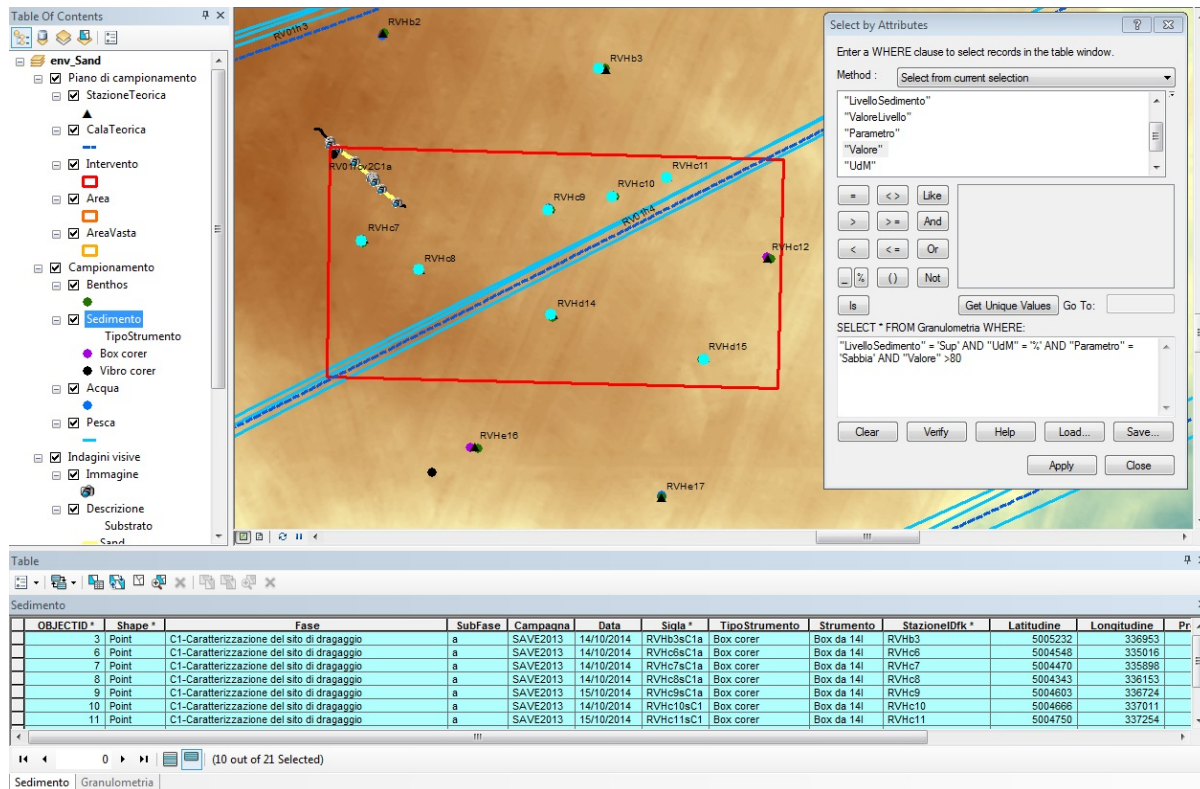 Table Of Contents
env_Sand
Piano di campionamento
StazioneTeorica
CalaTeorica
Intervento
Area
AreaVasta
Campionamento
Benthos
Sedimento
TipoStrumento
Box corer
Vibro corer
Acqua
Pesca
Indagini visive
Immagine
Descrizione
Substrato
Sand
RV01h3
RVHb2
RVHb3
RVHc11
RVHc10
RVHc9
RV01h4
RVHc7
RVHc8
RVHc12
RVHd14
RVHd15
RVHe16
RVHe17
Select by Attributes
Enter a WHERE clause to select records in the table window.
Method : Select from current selection
"LivelloSedimento"
"ValoreLivello"
"Parametro"
"Valore"
"UdM"
= <> Like
> >= And
< <= Or
_ % () Not
Is Get Unique Values Go To:
SELECT * FROM Granulometria WHERE:
"LivelloSedimento" = 'Sup' AND "UdM" = '%' AND "Parametro" =
'Sabbia' AND "Valore" >80
Clear Verify Help Load... Save...
Apply Close
Table
Sedimento
OBJECTID * Shape * Fase SubFase Campagna Data Sigla * TipoStrumento Strumento StazioneIDfk * Latitudine Longitudine
3 Point C1-Caratterizzazione del sito di dragaggio a SAVE2013 14/10/2014 RVHb3sC1a Box corer Box da 14l RVHb3 5005232 336953
6 Point C1-Caratterizzazione del sito di dragaggio a SAVE2013 14/10/2014 RVHc6sC1a Box corer Box da 14l RVHc6 5004548 335016
7 Point C1-Caratterizzazione del sito di dragaggio a SAVE2013 14/10/2014 RVHc7sC1a Box corer Box da 14l RVHc7 5004470 335898
8 Point C1-Caratterizzazione del sito di dragaggio a SAVE2013 14/10/2014 RVHc8sC1a Box corer Box da 14l RVHc8 5004343 336153
9 Point C1-Caratterizzazione del sito di dragaggio a SAVE2013 15/10/2014 RVHc9sC1a Box corer Box da 14l RVHc9 5004603 336724
10 Point C1-Caratterizzazione del sito di dragaggio a SAVE2013 14/10/2014 RVHc10sC1 Box corer Box da 14l RVHc10 5004666 337011
11 Point C1-Caratterizzazione del sito di dragaggio a SAVE2013 15/10/2014 RVHc11sC1 Box corer Box da 14l RVHc11 5004750 337254
0 (10 out of 21 Selected)
Sedimento Granulometria